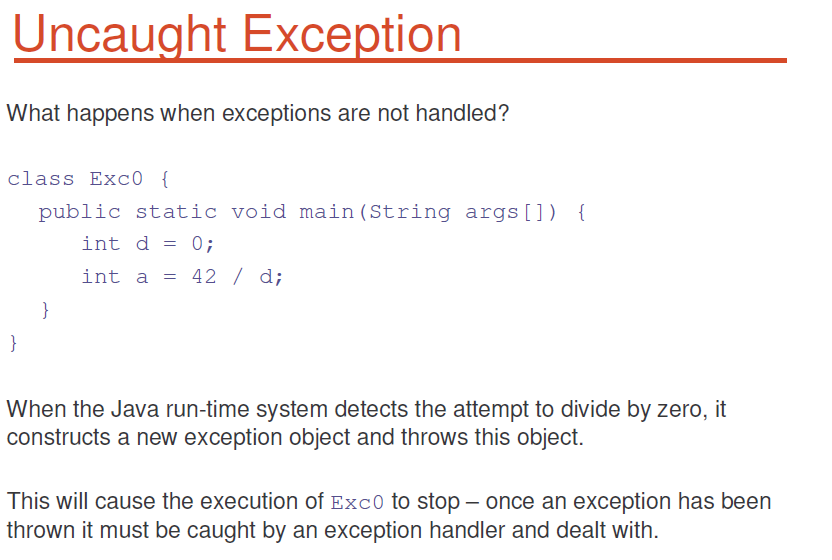 Uncaught Exception
What happens when exceptions are not handled?
class Exc0 {
public static void main(String args[]) {
int d = 0;
int a = 42 / d;
}
}
When the Java run-time system detects the attempt to divide by zero, it
constructs a new exception object and throws this object.
This will cause the execution of Exc0 to stop – once an exception has been
thrown it must be caught by an exception handler and dealt with.